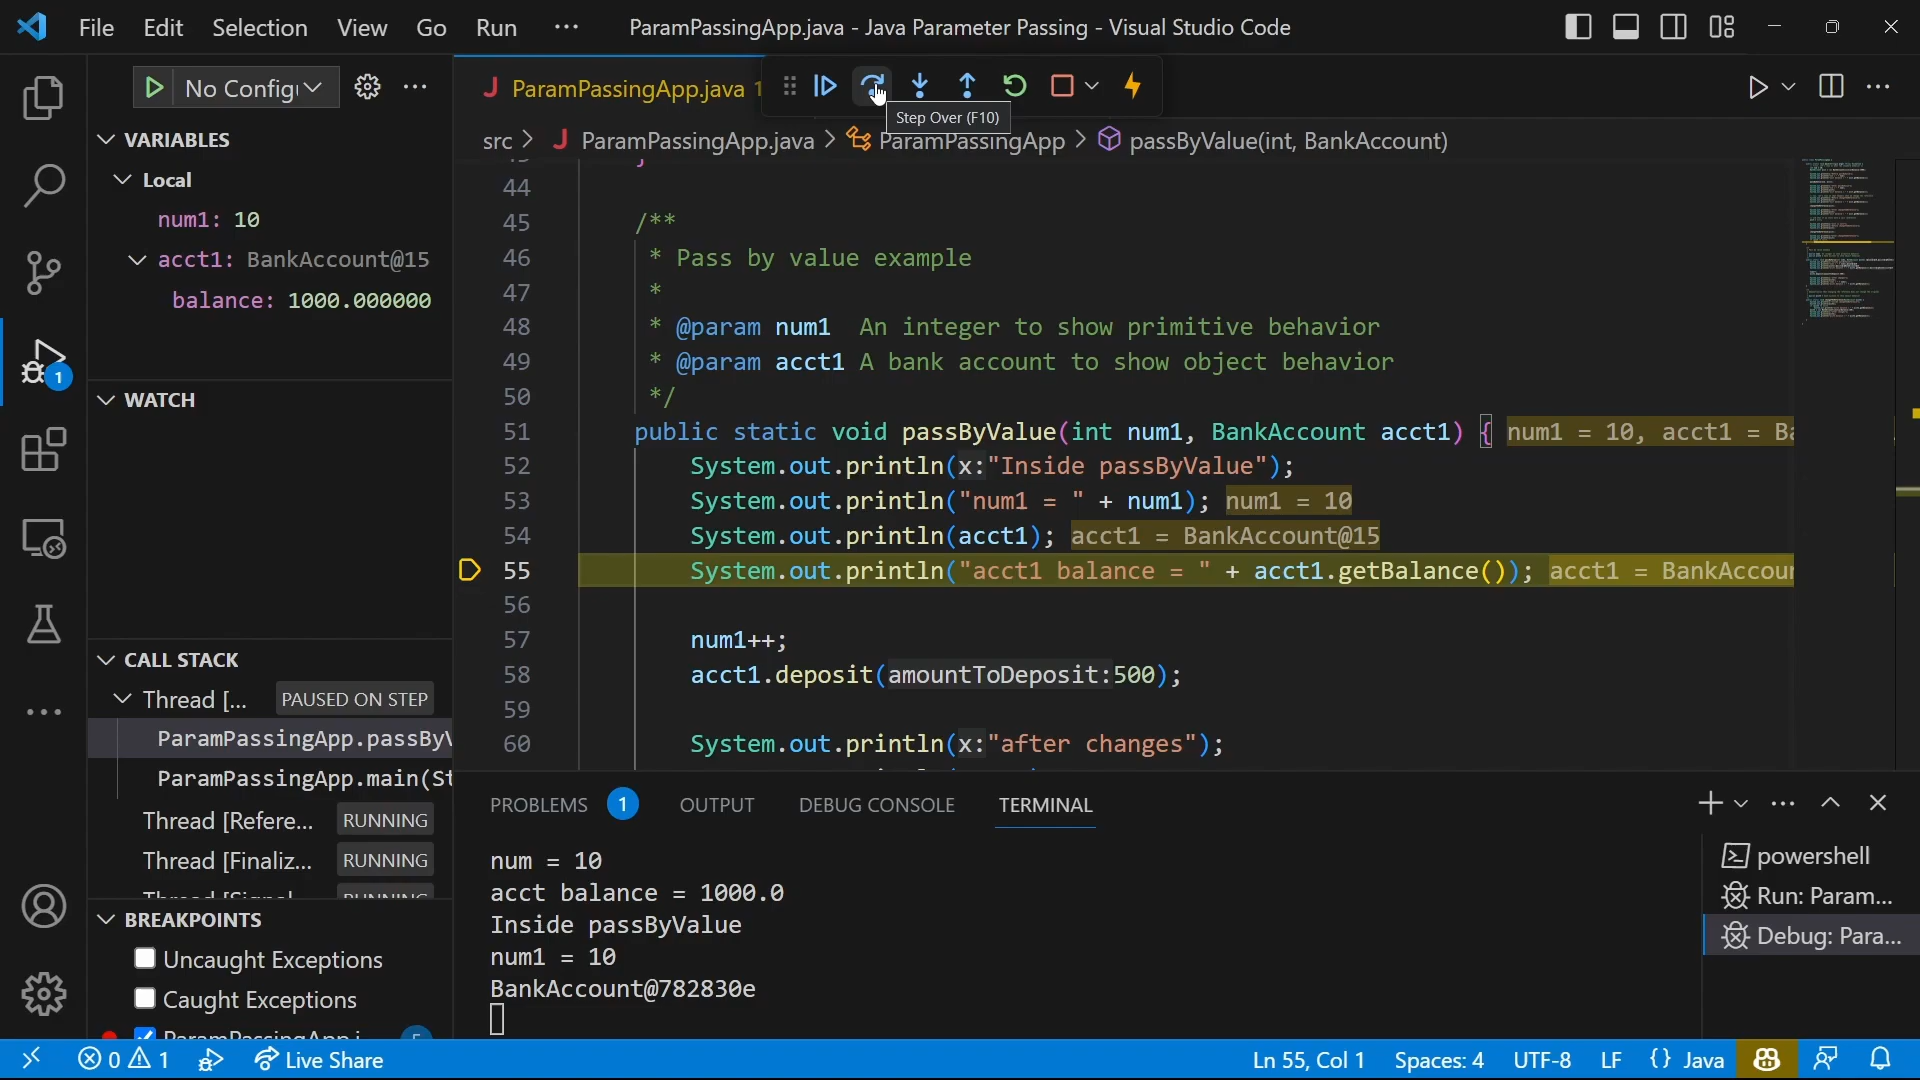 File Edit Selection View Go Run ··· ParamPassingApp.java - Java Parameter Passing - Visual Studio Code
No Config
ParamPassingApp.java 1
Step Over (F10)
src > ParamPassingApp.java > ParamPassingApp > passByValue(int, BankAccount)
VARIABLES
Local
num1: 10
acct1: BankAccount@15
balance: 1000.000000
WATCH
CALL STACK
Thread [... PAUSED ON STEP
ParamPassingApp.passByV
ParamPassingApp.main(St
Thread [Refere... RUNNING
Thread [Finaliz... RUNNING
Thread [Signal RUNNING
BREAKPOINTS
Uncaught Exceptions
Caught Exceptions
ParamPassingApp.j
44
45 /**
46 * Pass by value example
47 *
48 * @param num1 An integer to show primitive behavior
49 * @param acct1 A bank account to show object behavior
50 */
51 public static void passByValue(int num1, BankAccount acct1) { num1 = 10, acct1 = Ba
52 System.out.println(x:"Inside passByValue");
53 System.out.println("num1 = " + num1); num1 = 10
54 System.out.println(acct1); acct1 = BankAccount@15
55 System.out.println("acct1 balance = " + acct1.getBalance()); acct1 = BankAccoun
56
57 num1++;
58 acct1.deposit(amountToDeposit:500);
59
60 System.out.println(x:"after changes");
PROBLEMS 1 OUTPUT DEBUG CONSOLE TERMINAL
num = 10
acct balance = 1000.0
Inside passByValue
num1 = 10
BankAccount@782830e
powershell
Run: Param...
Debug: Para...
1
0 1 Live Share Ln 55, Col 1 Spaces: 4 UTF-8 LF {} Java